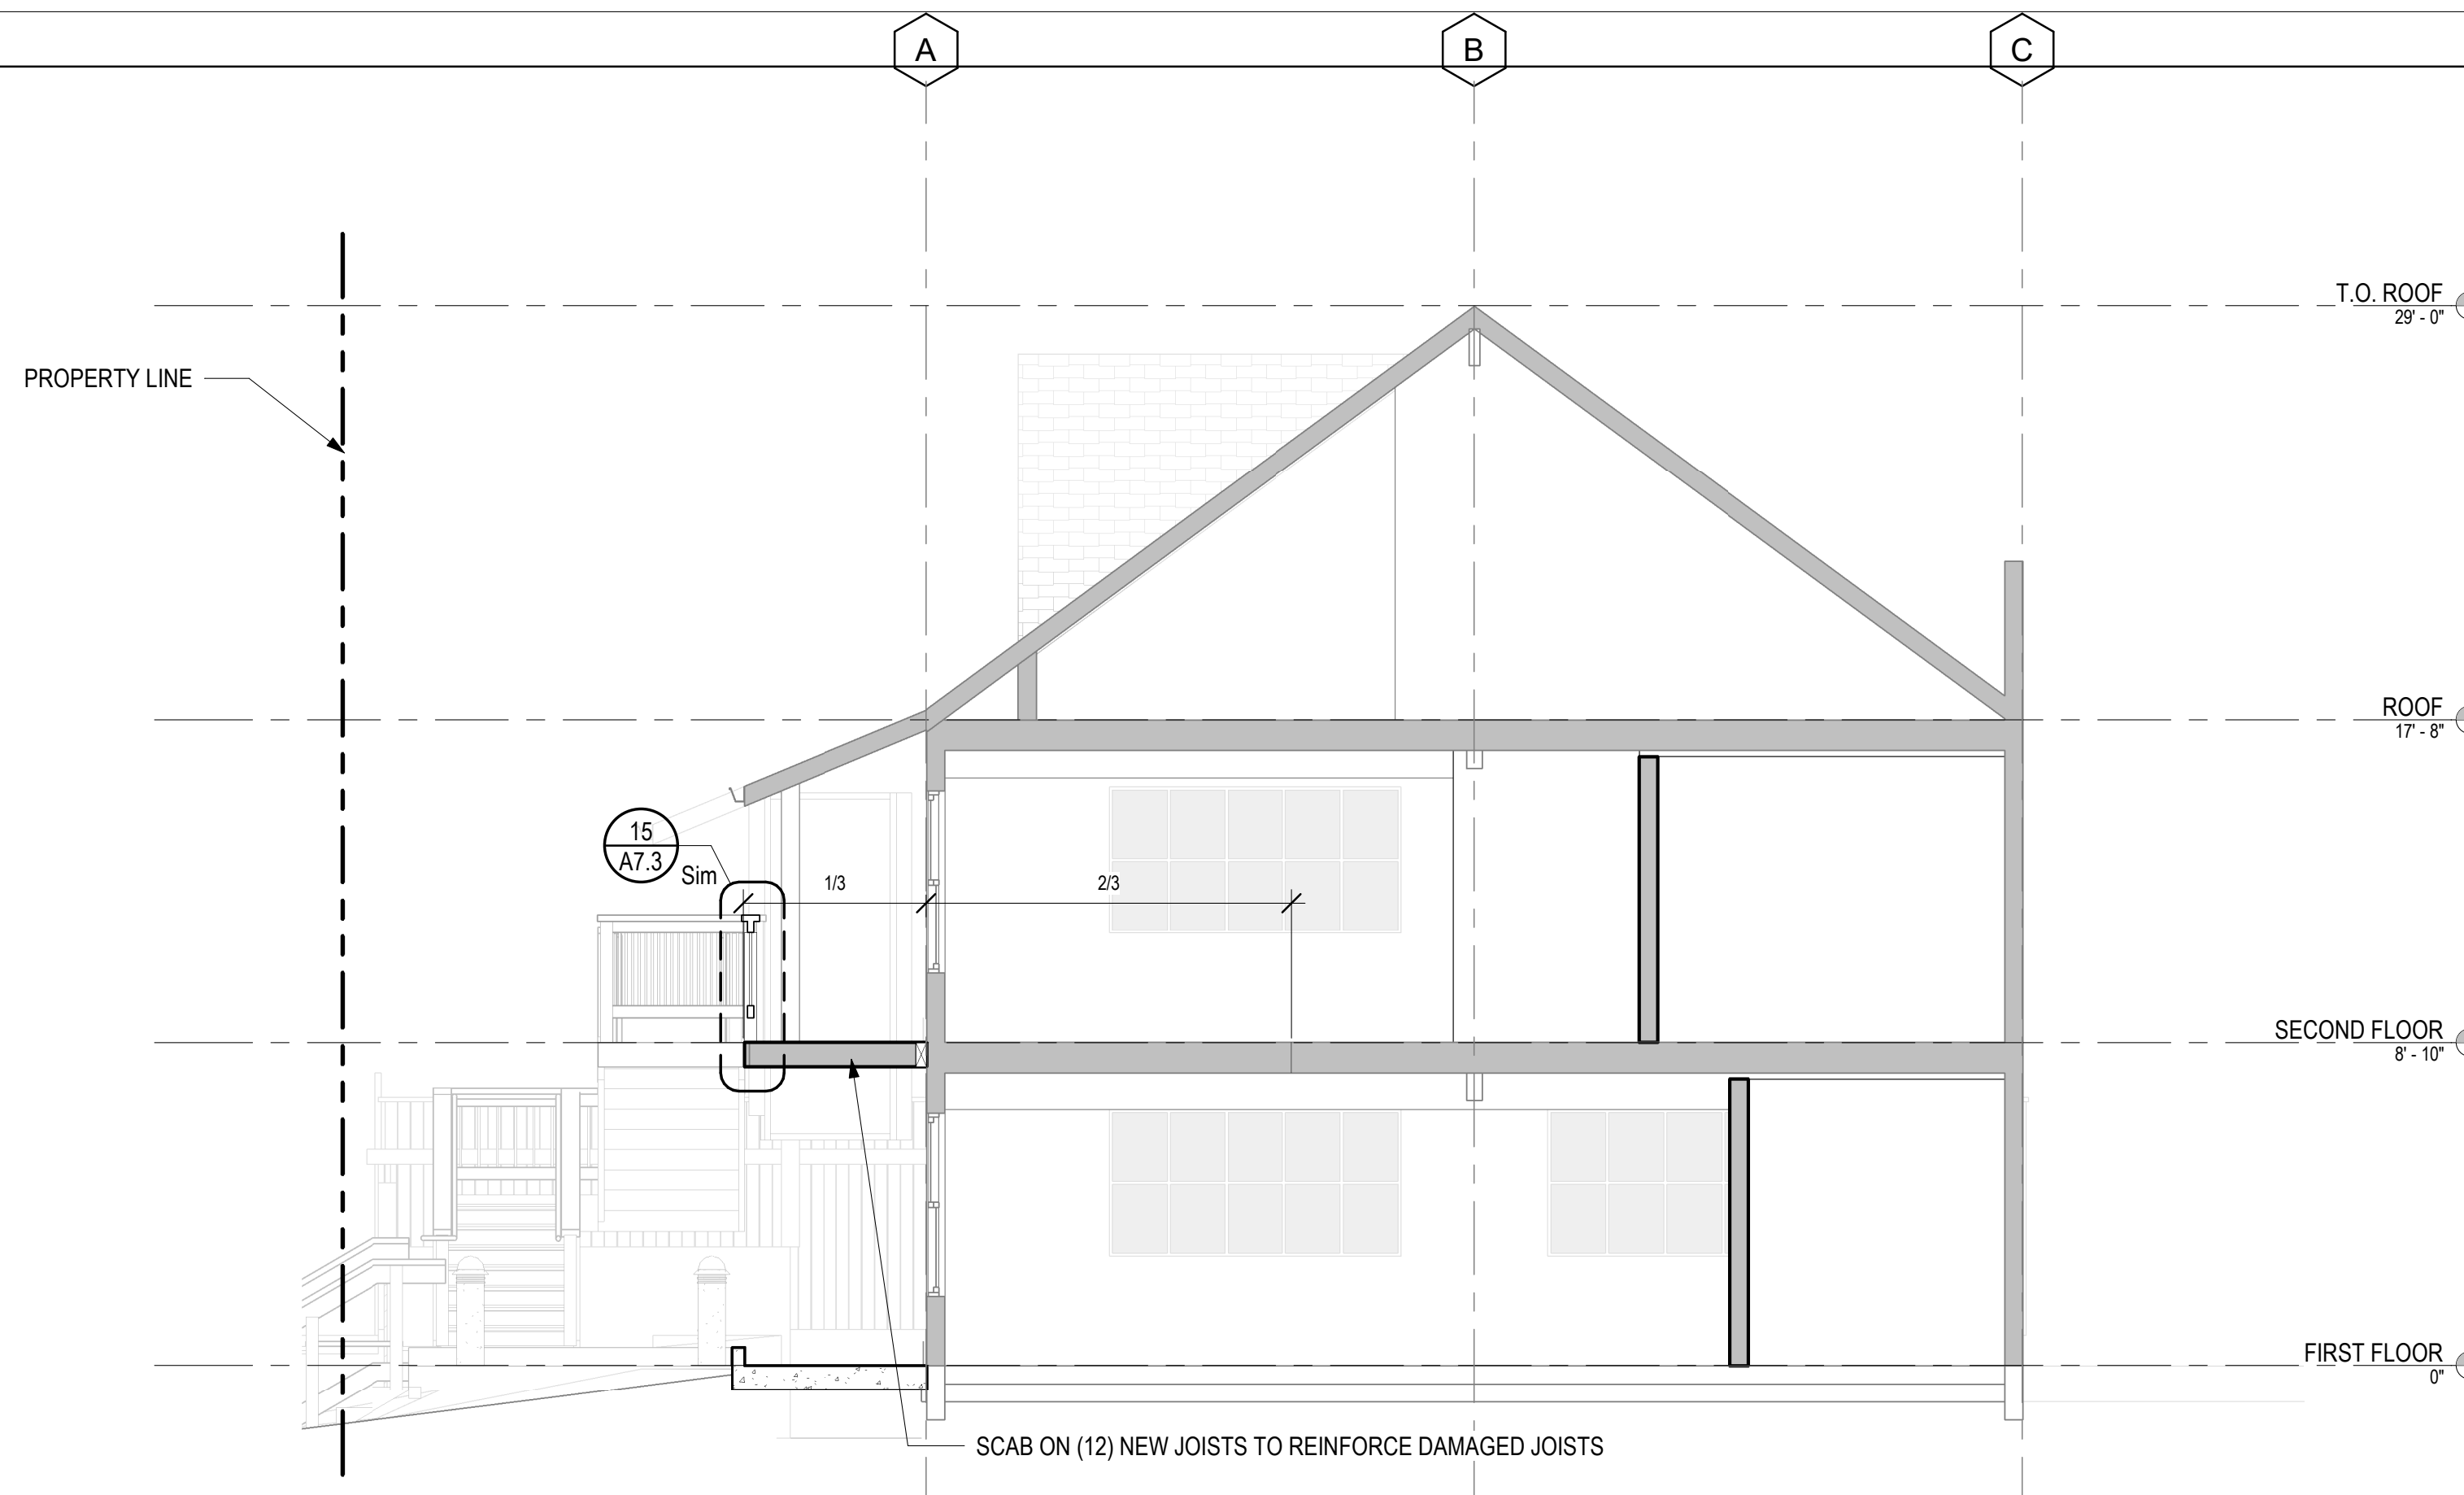 A
B
C
T.O. ROOF
29' - 0"
PROPERTY LINE
ROOF
17' - 8"
15
A7.3
Sim
1/3
2/3
SECOND FLOOR
8' - 10"
FIRST FLOOR
0"
SCAB ON (12) NEW JOISTS TO REINFORCE DAMAGED JOISTS